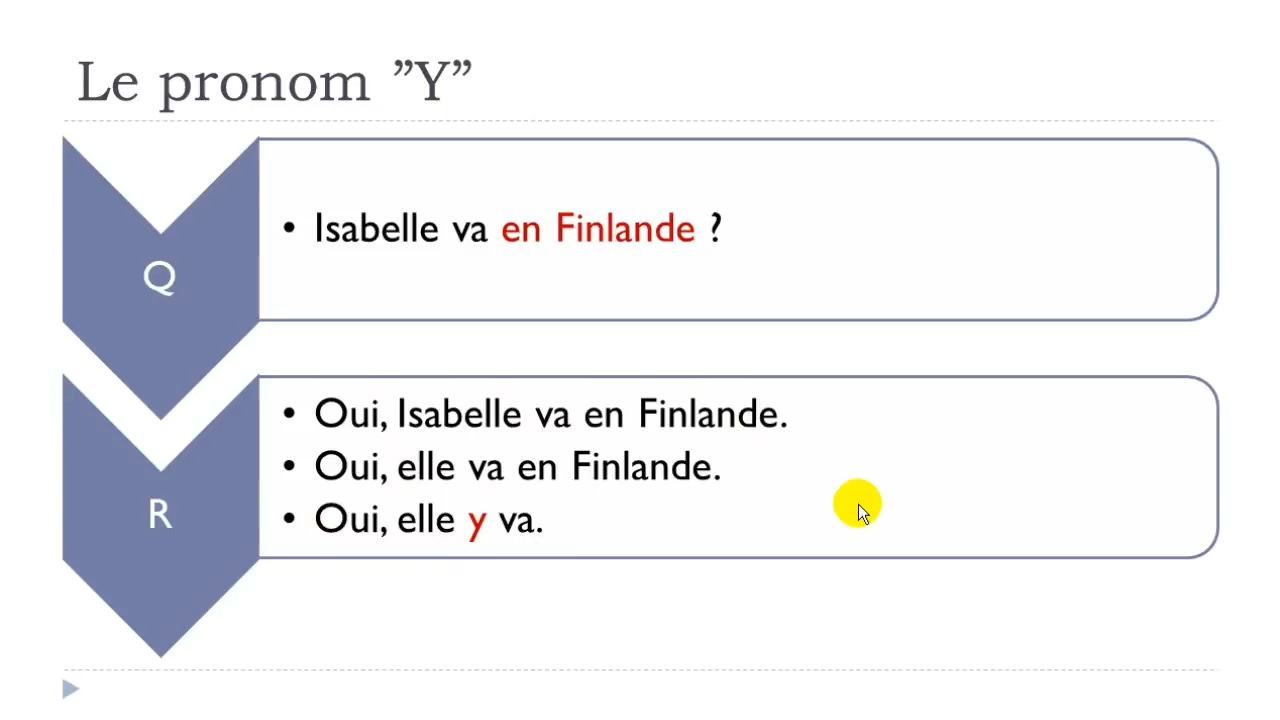 Le pronom ”Y”
Q
• Isabelle va en Finlande ?
R
• Oui, Isabelle va en Finlande.
• Oui, elle va en Finlande.
• Oui, elle y va.